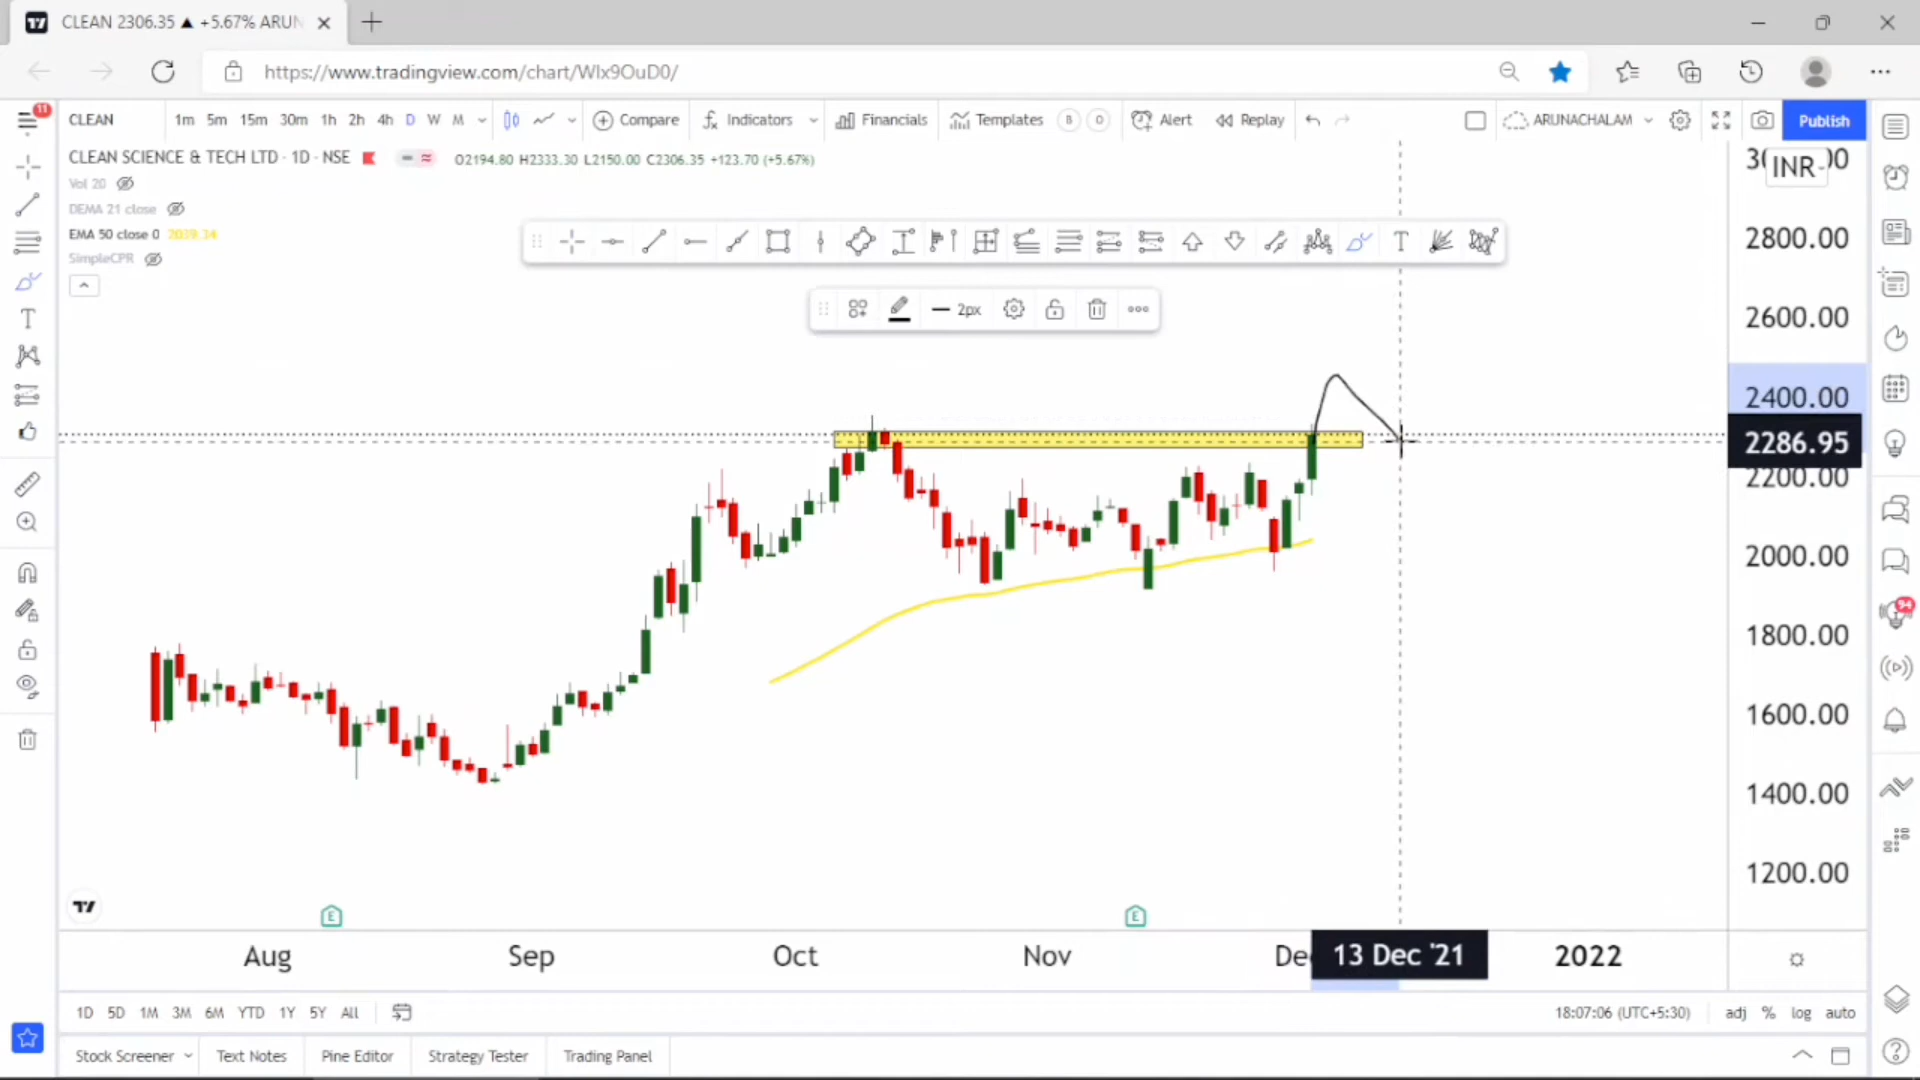 CLEAN 2306.35 ▲ +5.67% ARUN
https://www.tradingview.com/chart/WIx9OuD0/
11
CLEAN 1m 5m 15m 30m 1h 2h 4h D W M Compare Indicators Financials Templates B O Alert Replay ARUNACHALAM Publish
CLEAN SCIENCE & TECH LTD · 1D · NSE O2194.80 H2333.30 L2150.00 C2306.35 +123.70 (+5.67%)
INR
Vol 20
DEMA 21 close
EMA 50 close 0 2039.34
SimpleCPR
2px
2800.00
2600.00
2400.00
2286.95
2200.00
2000.00
1800.00
1600.00
1400.00
1200.00
94
E E
Aug Sep Oct Nov 13 Dec '21 2022
1D 5D 1M 3M 6M YTD 1Y 5Y All 18:07:06 (UTC+5:30) adj % log auto
Stock Screener Text Notes Pine Editor Strategy Tester Trading Panel